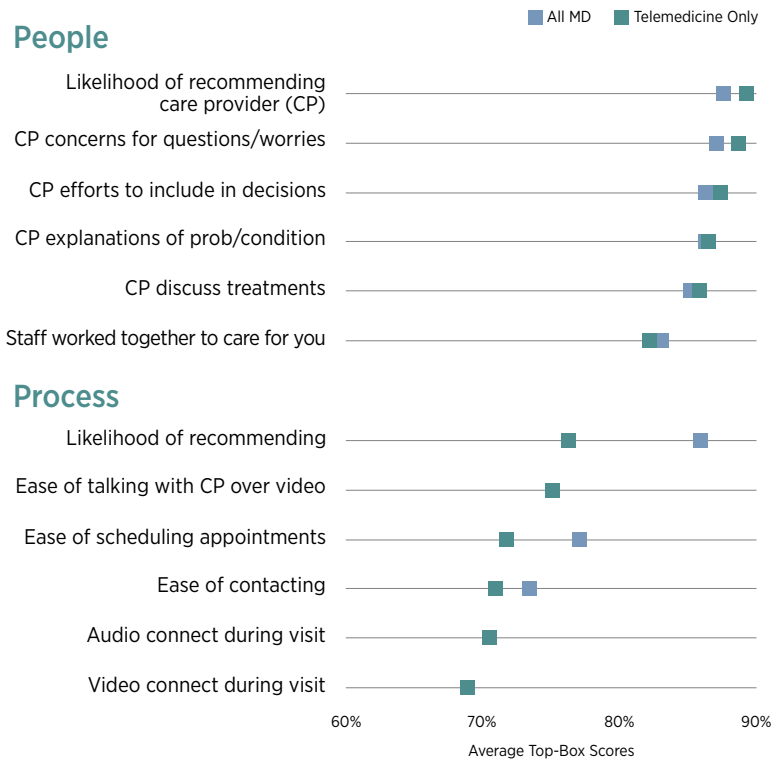 All MD
Telemedicine Only
People
Likelihood of recommending
care provider (CP)
CP concerns for questions/worries
CP efforts to include in decisions
CP explanations of prob/condition
CP discuss treatments
Staff worked together to care for you
Process
Likelihood of recommending
Ease of talking with CP over video
Ease of scheduling appointments
Ease of contacting
Audio connect during visit
Video connect during visit
60%
70%
80%
90%
Average Top-Box Scores